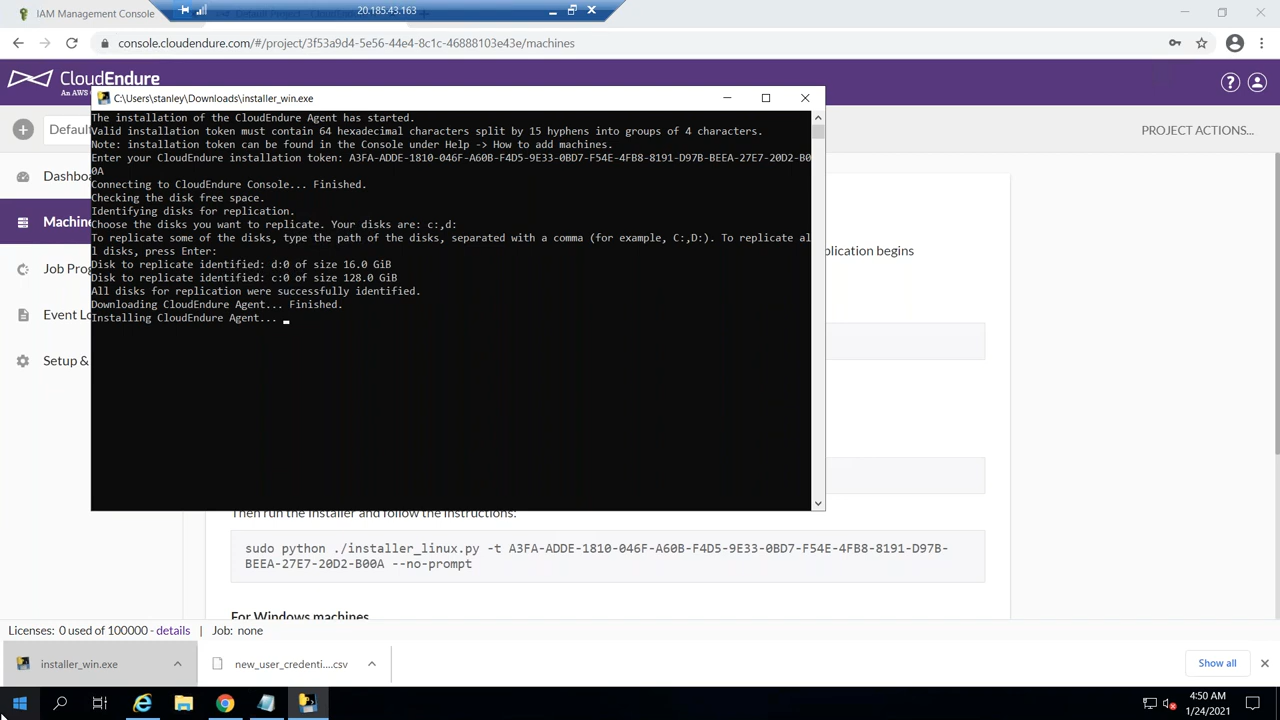 IAM Management Console
20.185.43.163
console.cloudendure.com/#/project/3f53a9d4-5e56-44e4-8c1c-46888103e43e/machines
CloudEndure
An AWS
C:\Users\stanley\Downloads\installer_win.exe
The installation of the CloudEndure Agent has started.
Valid installation token must contain 64 hexadecimal characters split by 15 hyphens into groups of 4 characters.
Note: installation token can be found in the Console under Help -> How to add machines.
Enter your CloudEndure installation token: A3FA-ADDE-1810-046F-A60B-F4D5-9E33-0BD7-F54E-4FB8-8191-D97B-BEEA-27E7-20D2-B0
0A
Connecting to CloudEndure Console... Finished.
Checking the disk free space.
Identifying disks for replication.
Choose the disks you want to replicate. Your disks are: c:,d:
To replicate some of the disks, type the path of the disks, separated with a comma (for example, C:,D:). To replicate al
l disks, press Enter:
Disk to replicate identified: d:0 of size 16.0 GiB
Disk to replicate identified: c:0 of size 128.0 GiB
All disks for replication were successfully identified.
Downloading CloudEndure Agent... Finished.
Installing CloudEndure Agent...
Defau
PROJECT ACTIONS...
Dashbo
Machin
Job Pro
Event Lo
Setup &
plication begins
Then run the installer and follow the instructions:
sudo python ./installer_linux.py -t A3FA-ADDE-1810-046F-A60B-F4D5-9E33-0BD7-F54E-4FB8-8191-D97B-
BEEA-27E7-20D2-B00A --no-prompt
For Windows machines
Licenses: 0 used of 100000 - details | Job: none
installer_win.exe
new_user_credenti....csv
Show all
4:50 AM
1/24/2021